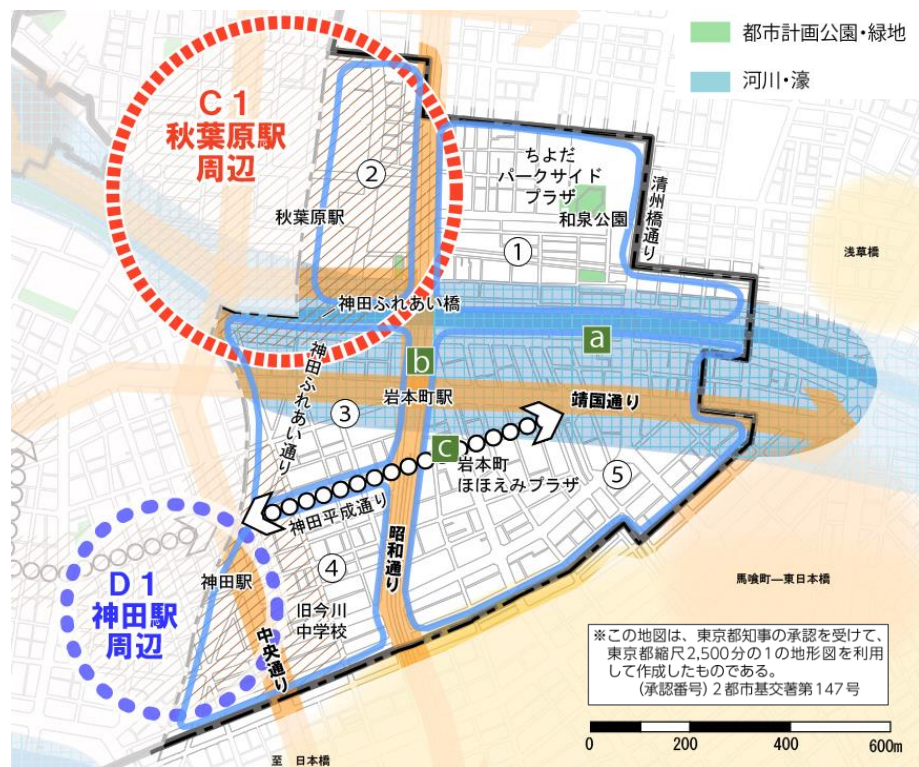 都市計画公園・緑地
河川・濠
C1
秋葉原駅
周辺
②
ちよだ
パークサイド
プラザ
和泉公園
清州橋通り
秋葉原駅
①
浅草橋
神田ふれあい橋
a
神田ふれあい通り
b
岩本町駅
靖国通り
③
C
岩本町
ほほえみプラザ
⑤
神田平成通り
昭和通り
④
D1
神田駅
周辺
神田駅
旧今川
中学校
中央通り
馬喰町―東日本橋
※この地図は、東京都知事の承認を受けて、
東京都縮尺2,500分の1の地形図を利用
して作成したものである。
(承認番号)2都市基交著第147号
0 200 400 600m
至 日本橋